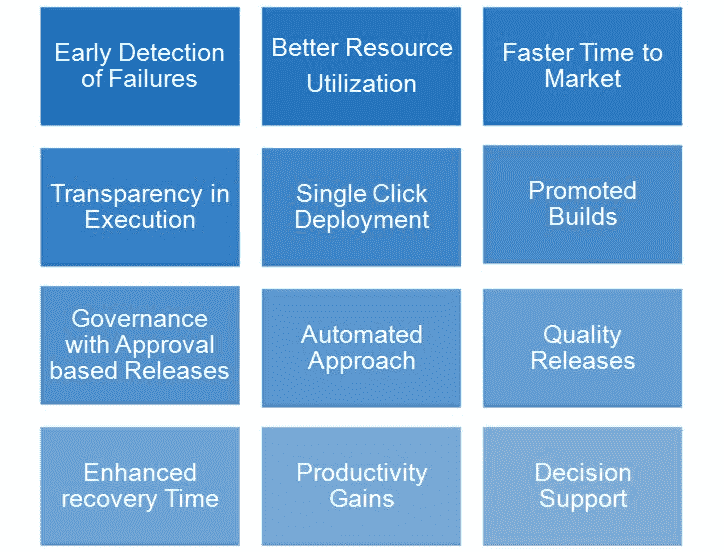 Early Detection
of Failures
Better Resource
Utilization
Faster Time to
Market
Transparency in
Execution
Single Click
Deployment
Promoted
Builds
Governance
with Approval
based Releases
Automated
Approach
Quality
Releases
Enhanced
recovery Time
Productivity
Gains
Decision
Support